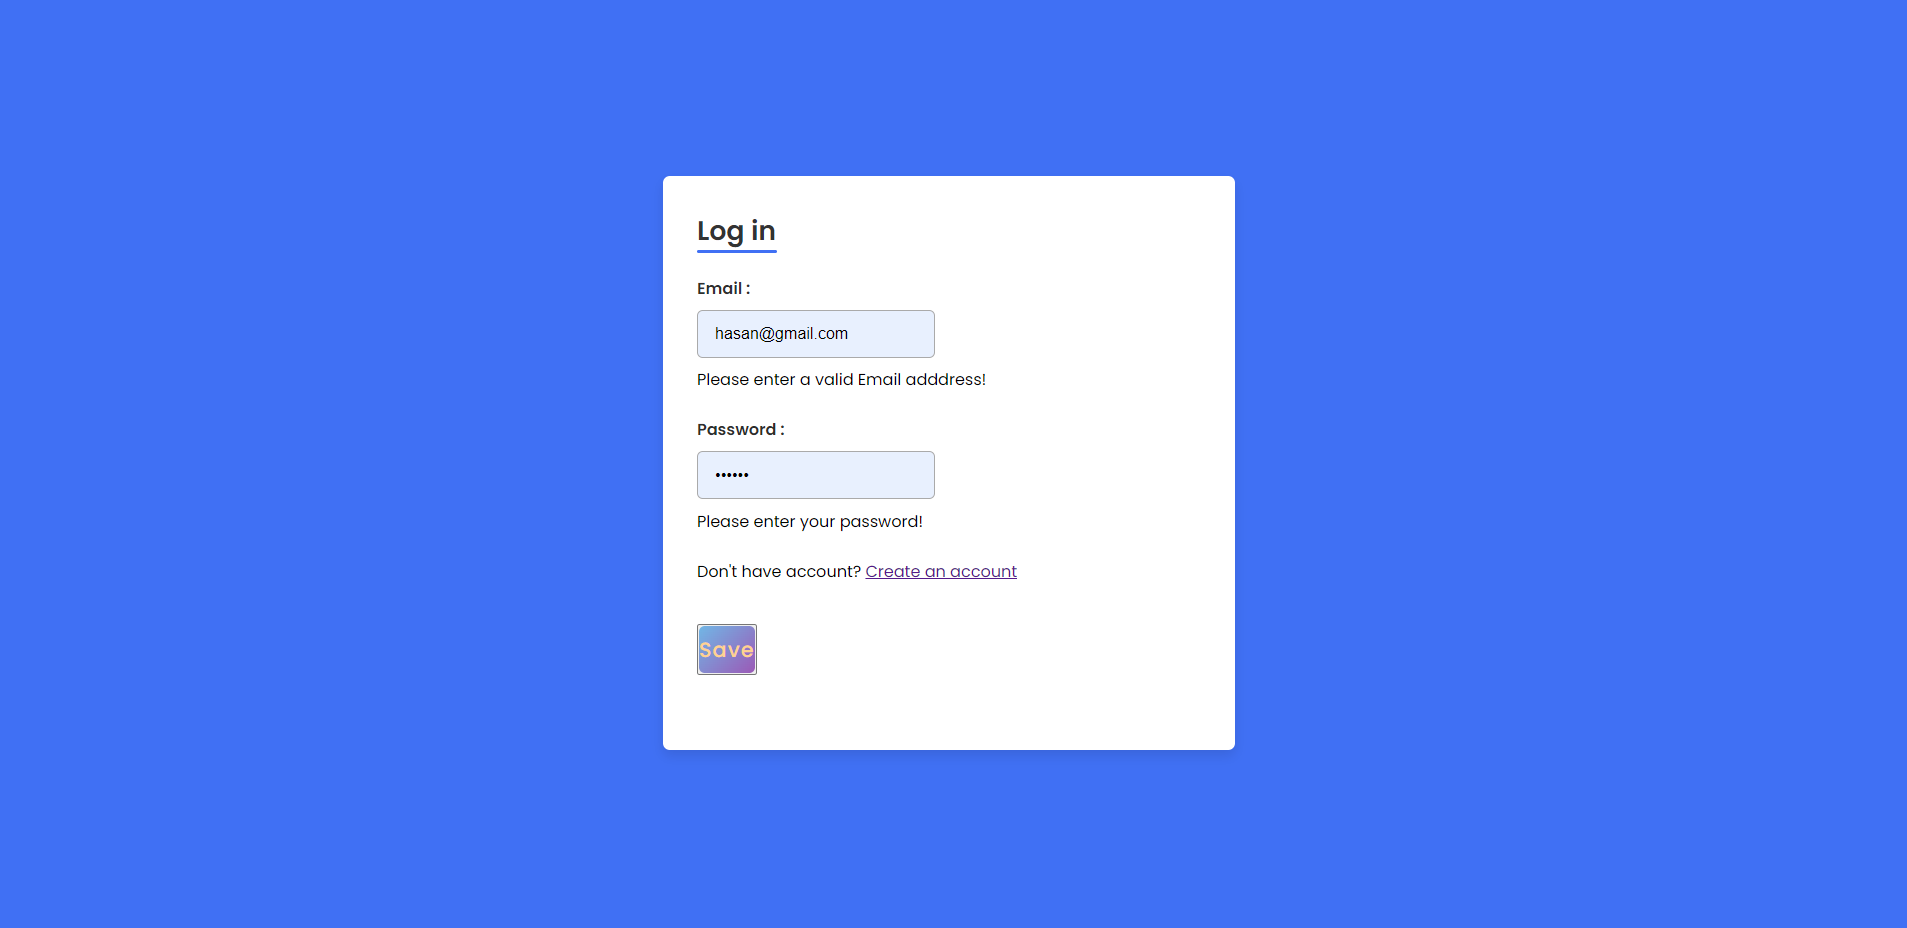 Log in
Email :
hasan@gmail.com
Please enter a valid Email adddress!
Password :
••••••
Please enter your password!
Don't have account? Create an account
Save